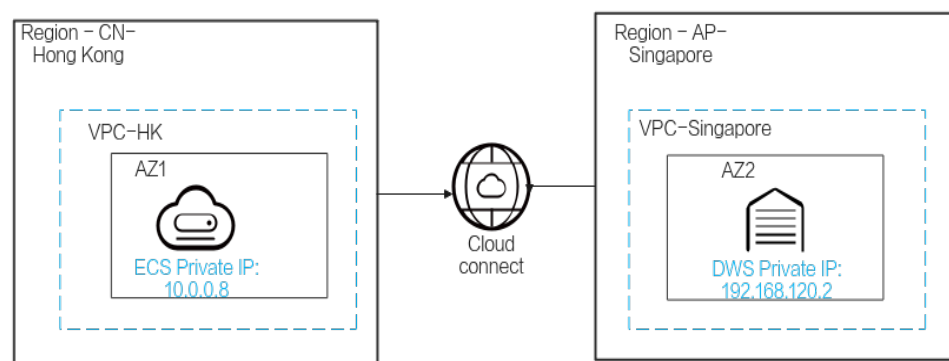 Region - CN-
Hong Kong
VPC-HK
AZ1
ECS Private IP:
10.0.0.8
Cloud
connect
Region - AP-
Singapore
VPC-Singapore
AZ2
DWS Private IP:
192.168.120.2